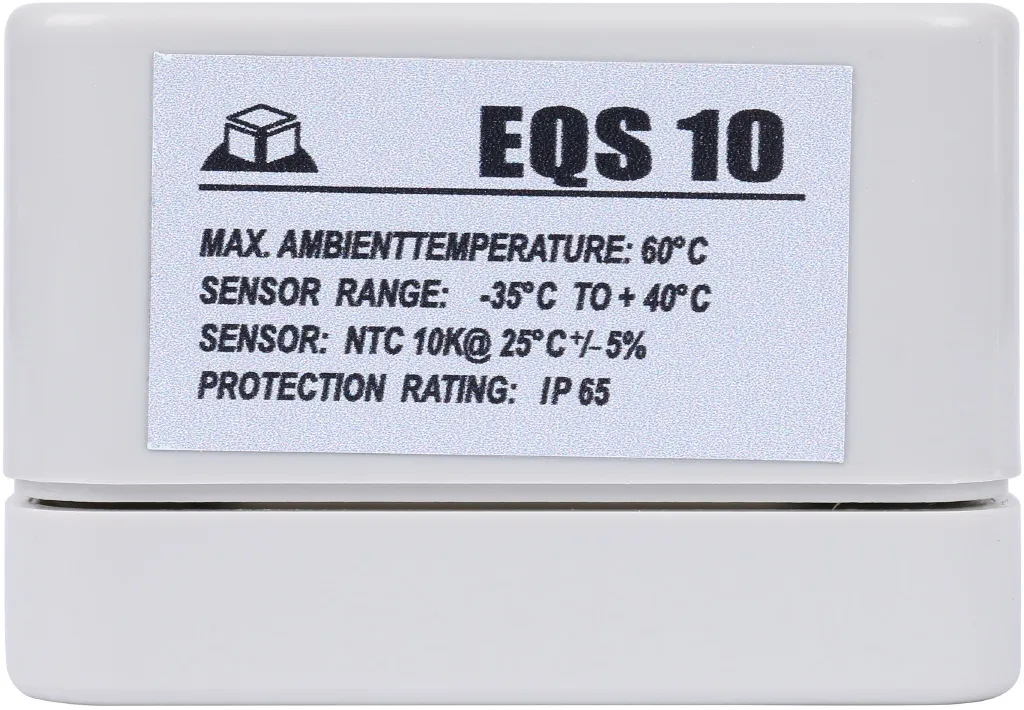 EQS 10
MAX. AMBIENTTEMPERATURE: 60°C
SENSOR RANGE: -35°C TO + 40°C
SENSOR: NTC 10K@ 25°C +/- 5%
PROTECTION RATING: IP 65